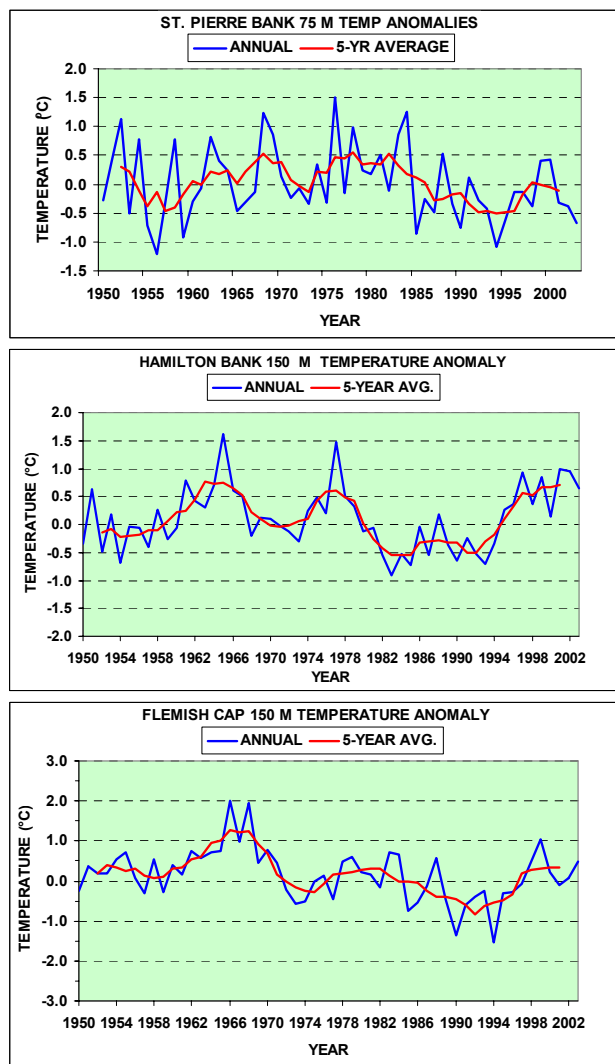 ST. PIERRE BANK 75 M TEMP ANOMALIES
ANNUAL 5-YR AVERAGE
TEMPERATURE (ºC)
2.0
1.5
1.0
0.5
0.0
-0.5
-1.0
-1.5
1950 1955 1960 1965 1970 1975 1980 1985 1990 1995 2000
YEAR
HAMILTON BANK 150 M TEMPERATURE ANOMALY
ANNUAL 5-YEAR AVG.
TEMPERATURE (°C)
2.0
1.5
1.0
0.5
0.0
-0.5
-1.0
-1.5
-2.0
1950 1954 1958 1962 1966 1970 1974 1978 1982 1986 1990 1994 1998 2002
YEAR
FLEMISH CAP 150 M TEMPERATURE ANOMALY
ANNUAL 5-YEAR AVG.
TEMPERATURE (°C)
3.0
2.0
1.0
0.0
-1.0
-2.0
-3.0
1950 1954 1958 1962 1966 1970 1974 1978 1982 1986 1990 1994 1998 2002
YEAR